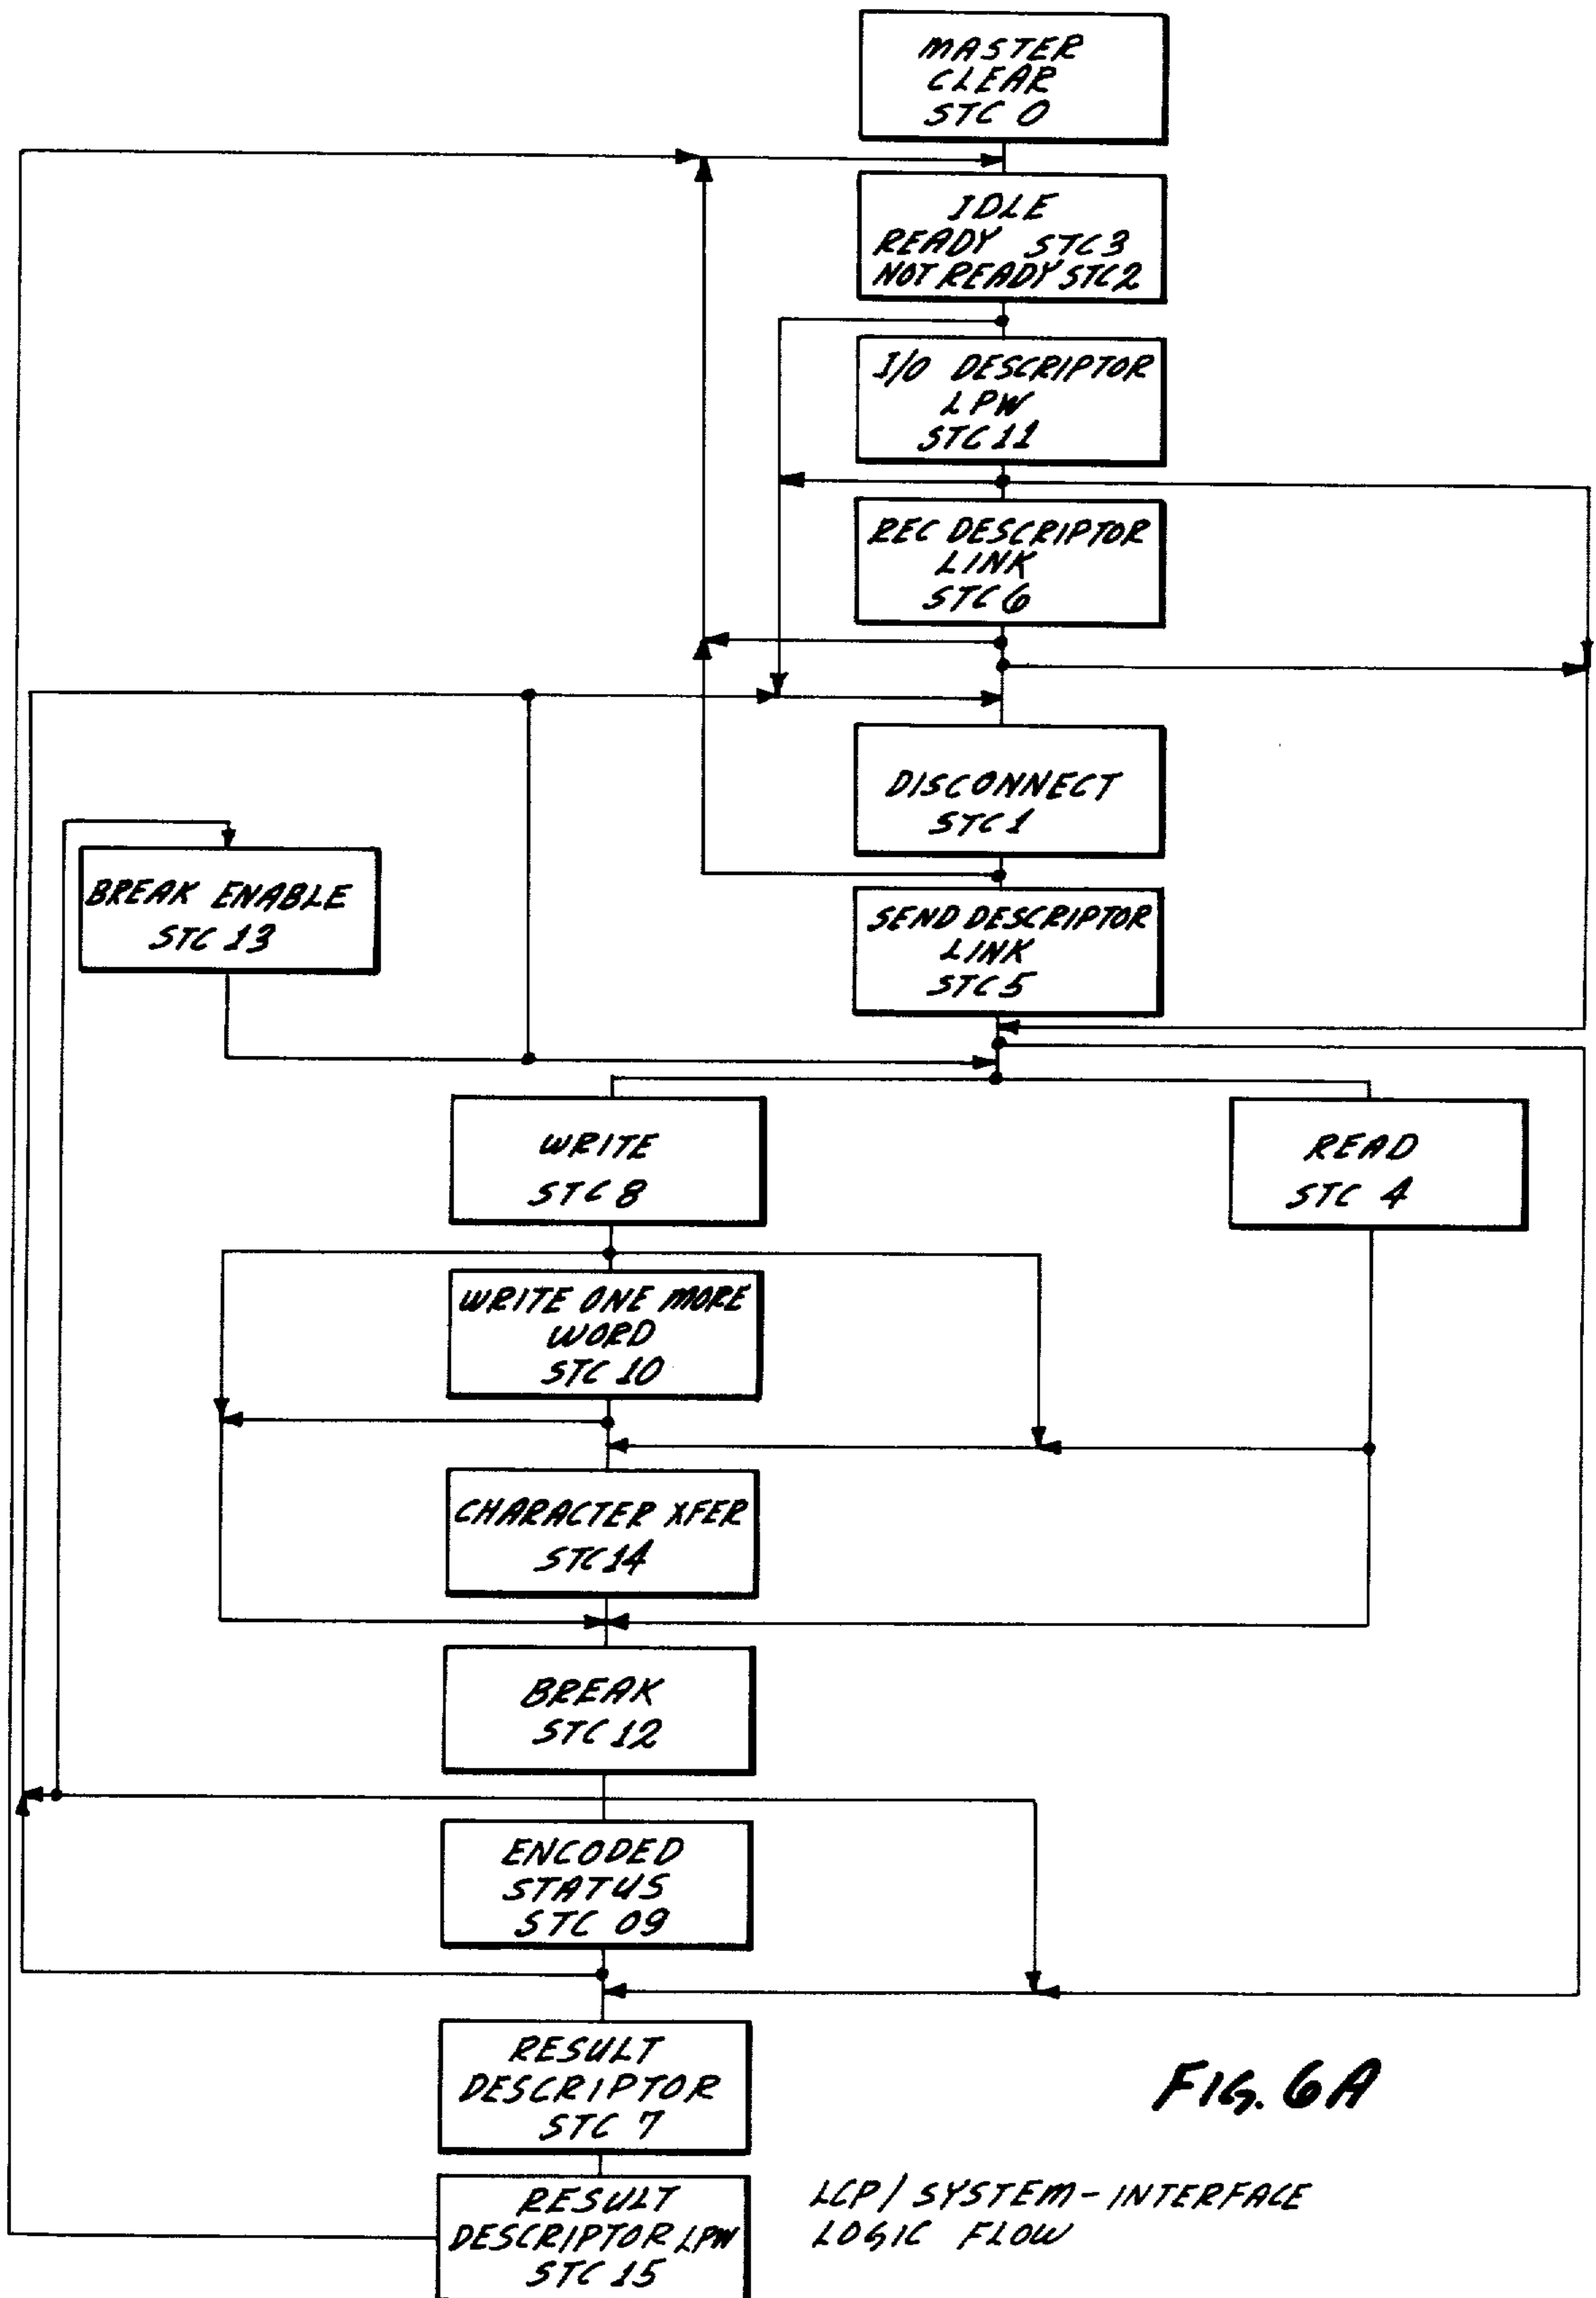 MASTER
CLEAR
STC 0
IDLE
READY STC3
NOT READY STC2
I/O DESCRIPTOR
LPW
STC 11
REC DESCRIPTOR
LINK
STC 6
DISCONNECT
STC 1
BREAK ENABLE
STC 13
SEND DESCRIPTOR
LINK
STC 5
WRITE
STC 8
READ
STC 4
WRITE ONE MORE
WORD
STC 10
CHARACTER XFER
STC 14
BREAK
STC 12
ENCODED
STATUS
STC 09
RESULT
DESCRIPTOR
STC 7
RESULT
DESCRIPTOR LPW
STC 15
FIG. 6A
LCP/SYSTEM-INTERFACE
LOGIC FLOW